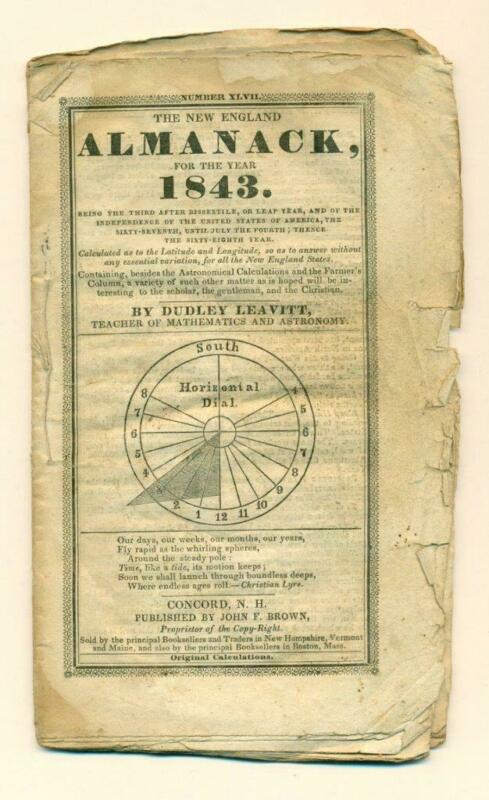 NUMBER XLVII.
THE NEW ENGLAND
ALMANACK,
FOR THE YEAR
1843.
BEING THE THIRD AFTER BISSEXTILE, OR LEAP YEAR, AND OF THE
INDEPENDENCE OF THE UNITED STATES OF AMERICA, THE
SIXTY-SEVENTH, UNTIL JULY THE FOURTH; THENCE
THE SIXTY-EIGHTH YEAR.
Calculated as to the Latitude and Longitude, so as to answer without
any essential variation, for all the New England States.
Containing, besides the Astronomical Calculations and the Farmer's
Column, a variety of such other matter as is hoped will be in-
teresting to the scholar, the gentleman, and the Christian.
BY DUDLEY LEAVITT,
TEACHER OF MATHEMATICS AND ASTRONOMY.
South
Horizontal
Dial.
8 4
7 5
6 6
5 7
4 8
3 9
2 1 12 11 10
Our days, our weeks, our months, our years,
Fly rapid as the whirling spheres,
Around the steady pole:
Time, like a tide, its motion keeps;
Soon we shall launch through boundless deeps,
Where endless ages roll.—Christian Lyre.
CONCORD, N. H.
PUBLISHED BY JOHN F. BROWN,
Proprietor of the Copy-Right.
Sold by the principal Booksellers and Traders in New Hampshire, Vermont
and Maine, and also by the principal Booksellers in Boston, Mass.
Original Calculations.